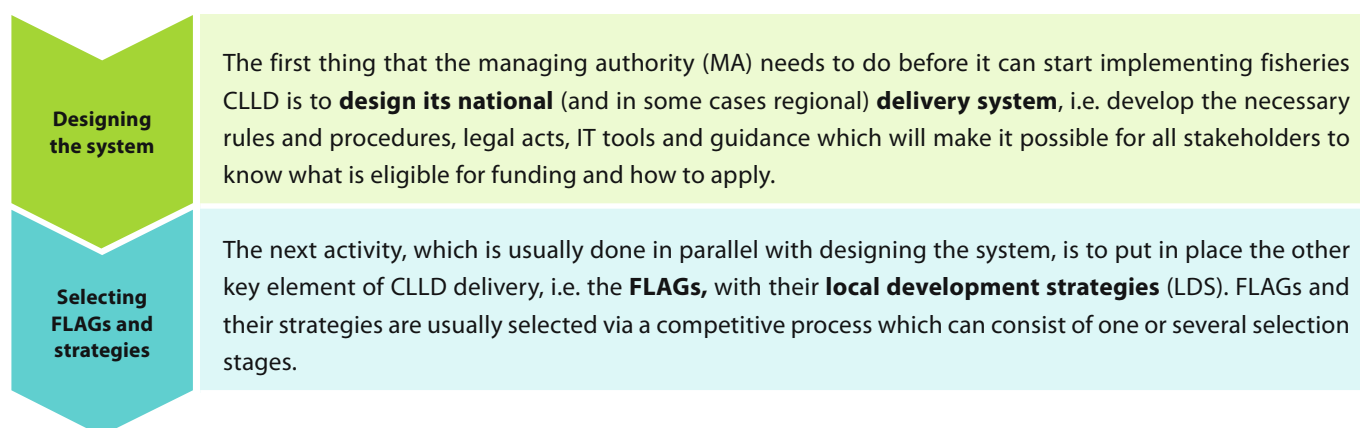 Designing
the system
The first thing that the managing authority (MA) needs to do before it can start implementing fisheries
CLLD is to design its national (and in some cases regional) delivery system, i.e. develop the necessary
rules and procedures, legal acts, IT tools and guidance which will make it possible for all stakeholders to
know what is eligible for funding and how to apply.
Selecting
FLAGs and
strategies
The next activity, which is usually done in parallel with designing the system, is to put in place the other
key element of CLLD delivery, i.e. the FLAGs, with their local development strategies (LDS). FLAGs and
their strategies are usually selected via a competitive process which can consist of one or several selection
stages.